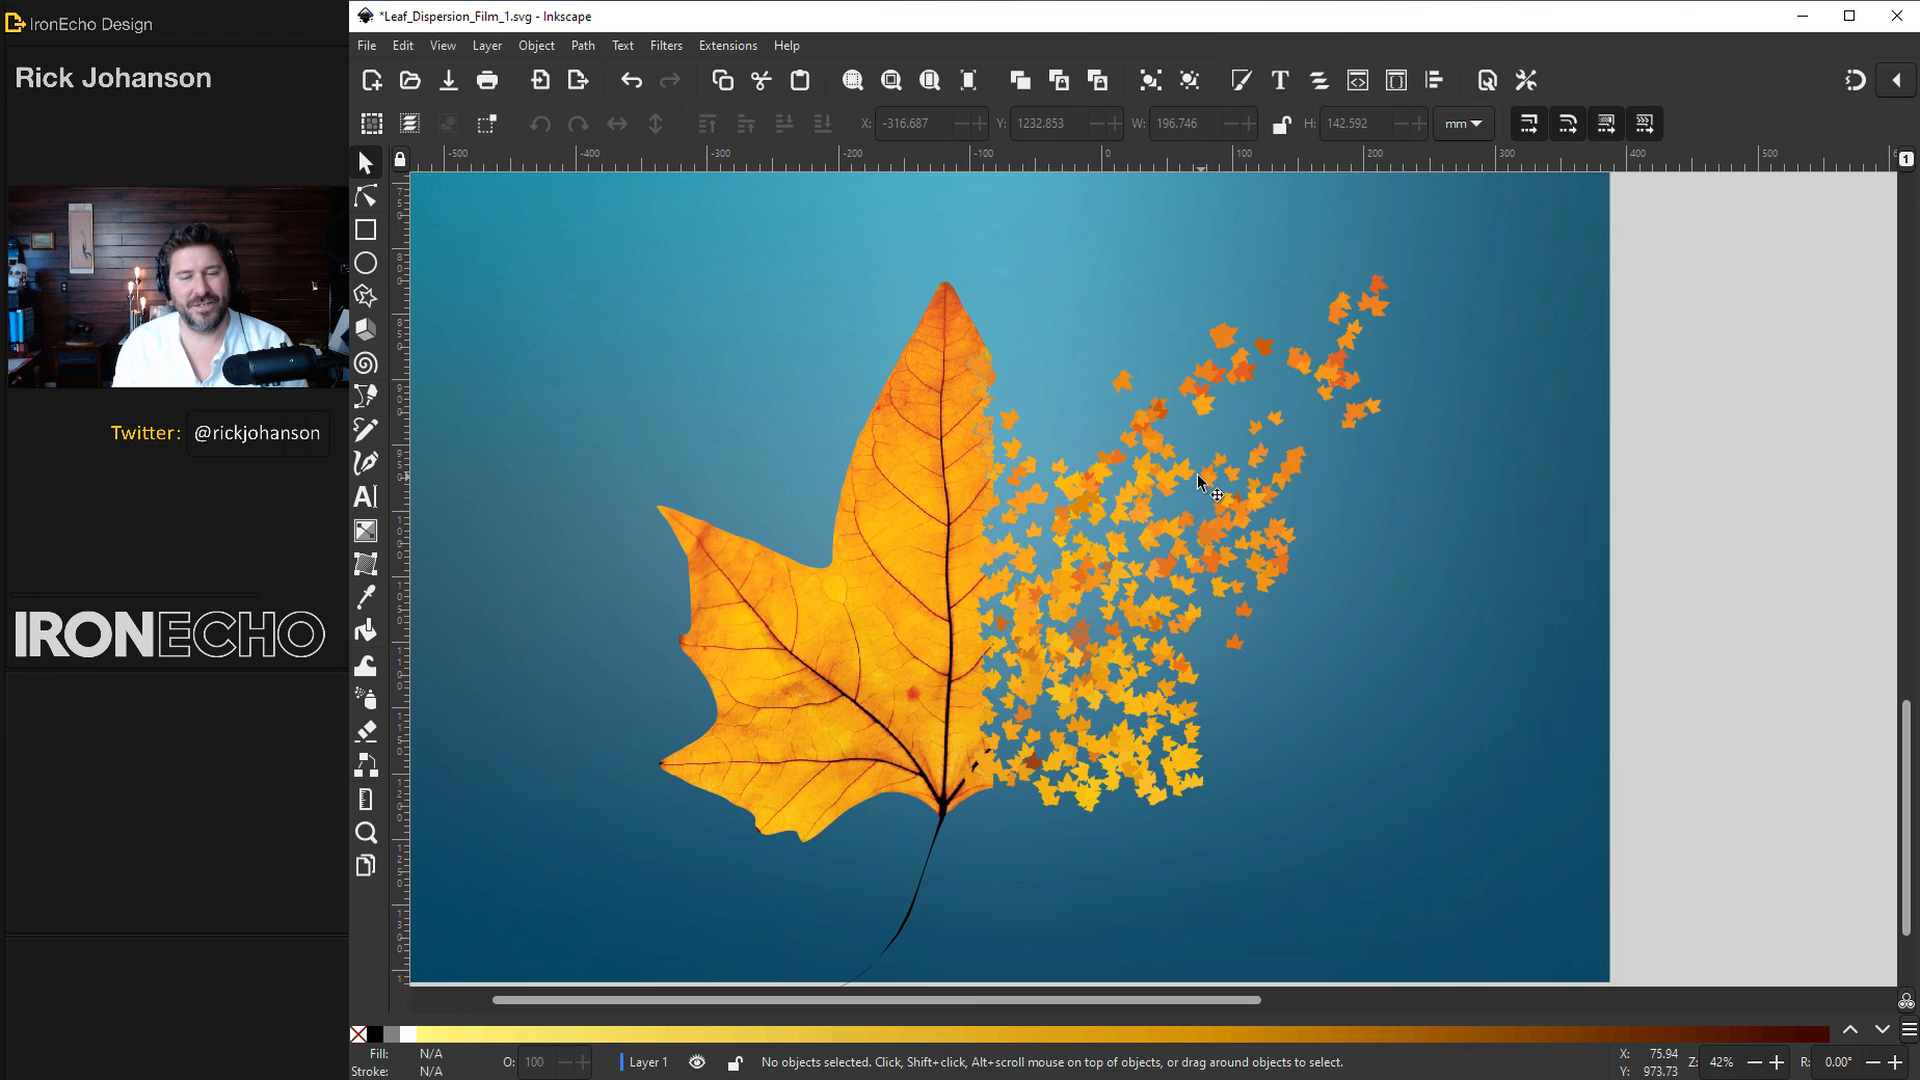 IronEcho Design
Rick Johanson
Twitter: @rickjohanson
IRONECHO
*Leaf_Dispersion_Film_1.svg - Inkscape
File Edit View Layer Object Path Text Filters Extensions Help
X: -316.687 Y: 1232.853 W: 196.746 H: 142.592 mm
-500 -400 -300 -200 -100 0 100 200 300 400 500
1
Fill: N/A
Stroke: N/A
O: 100
Layer 1
No objects selected. Click, Shift+click, Alt+scroll mouse on top of objects, or drag around objects to select.
X: 75.94
Y: 973.73
Z: 42%
R: 0.00°